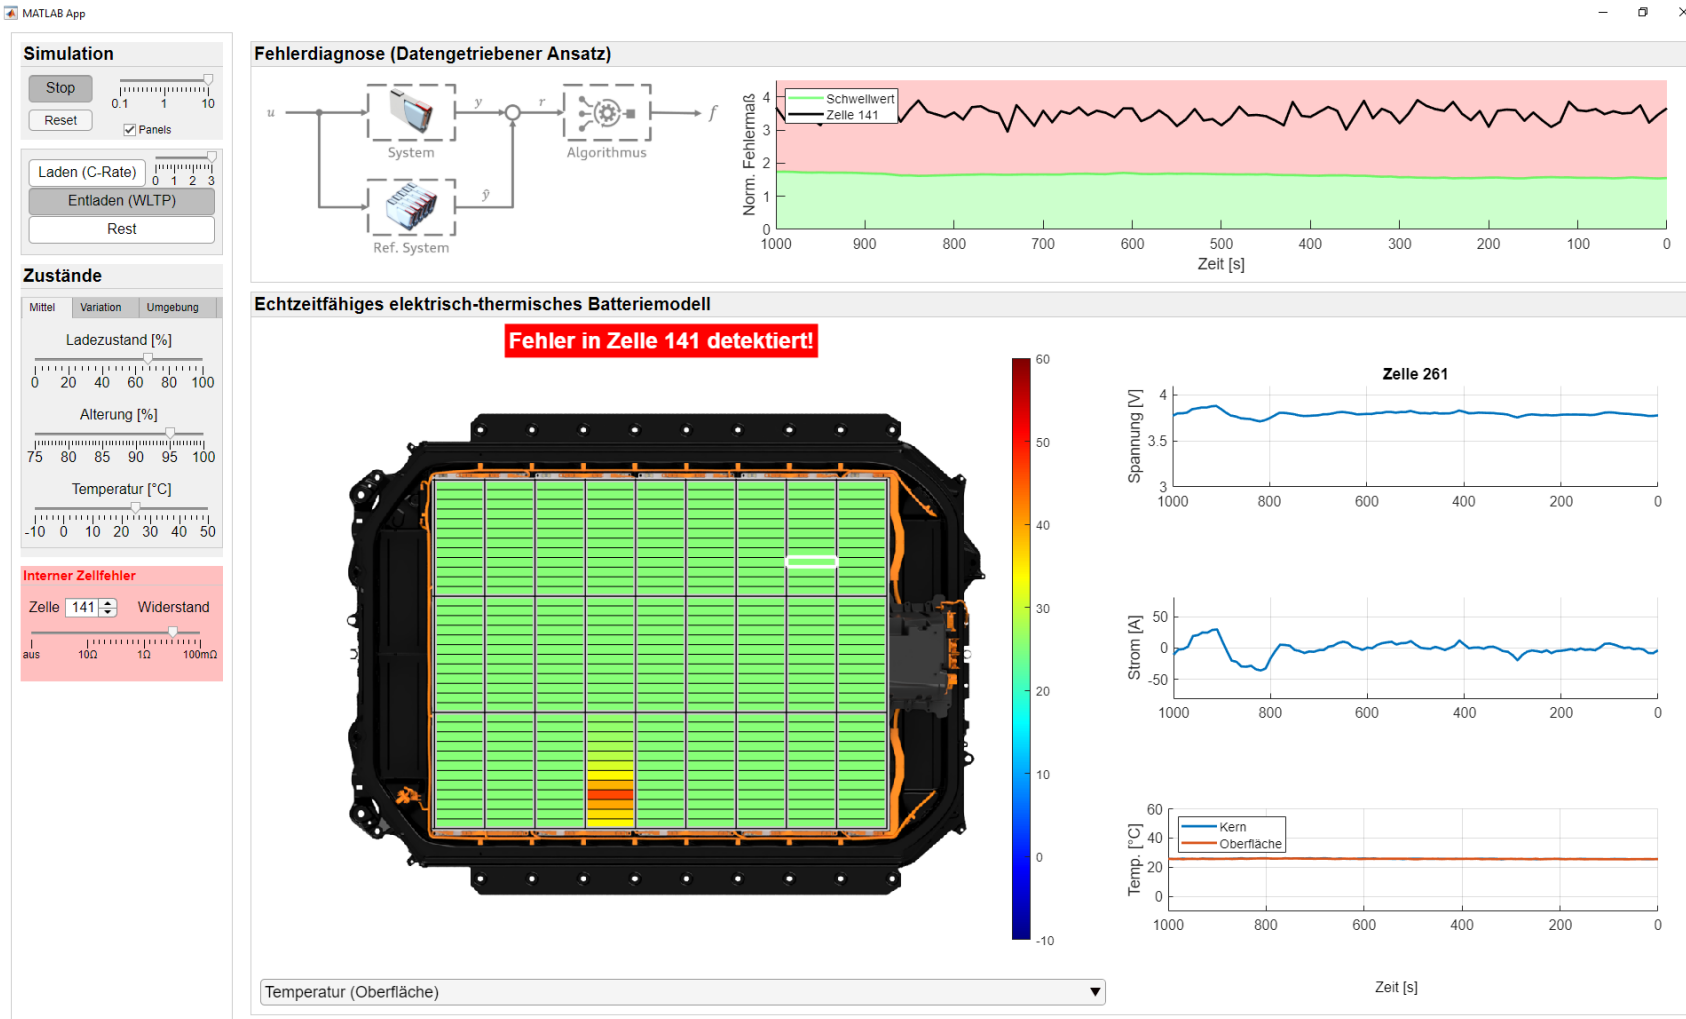 MATLAB App
Simulation
Stop
0.1 1 10
Reset
Panels
Laden (C-Rate)
0 1 2 3
Entladen (WLTP)
Rest
Zustände
Mittel Variation Umgebung
Ladezustand [%]
0 20 40 60 80 100
Alterung [%]
75 80 85 90 95 100
Temperatur [°C]
-10 0 10 20 30 40 50
Interner Zellfehler
Zelle 141 Widerstand
aus 10Ω 1Ω 100mΩ
Fehlerdiagnose (Datengetriebener Ansatz)
u y r f
System
Algorithmus
ŷ
Ref. System
Norm. Fehlermaß
4
3
2
1
0
Schwellwert
Zelle 141
1000 900 800 700 600 500 400 300 200 100 0
Zeit [s]
Echtzeitfähiges elektrisch-thermisches Batteriemodell
Fehler in Zelle 141 detektiert!
60
50
40
30
20
10
0
-10
Temperatur (Oberfläche)
Zelle 261
Spannung [V]
4
3.5
3
1000 800 600 400 200 0
Strom [A]
50
0
-50
1000 800 600 400 200 0
Temp. [°C]
60
40
20
0
Kern
Oberfläche
1000 800 600 400 200 0
Zeit [s]